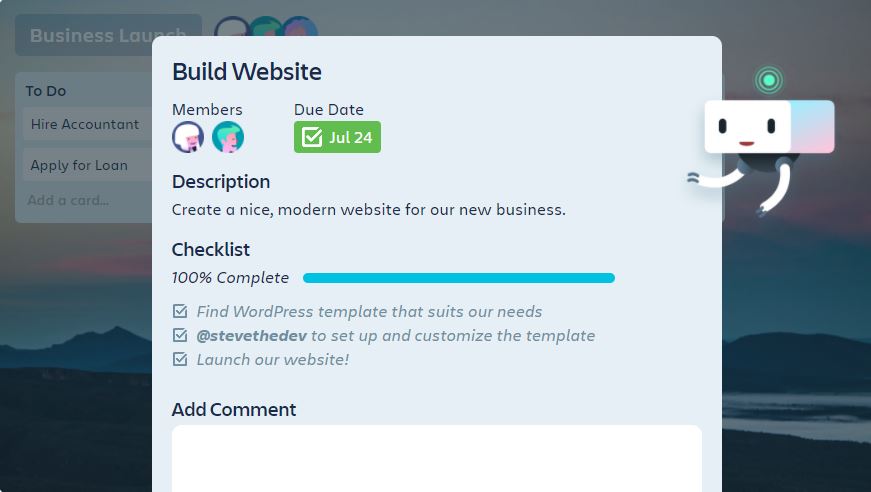 Business Launch
To Do
Hire Accountant
Apply for Loan
Add a card...
Build Website
Members
Due Date
Jul 24
Description
Create a nice, modern website for our new business.
Checklist
100% Complete
Find WordPress template that suits our needs
@stevethedev to set up and customize the template
Launch our website!
Add Comment